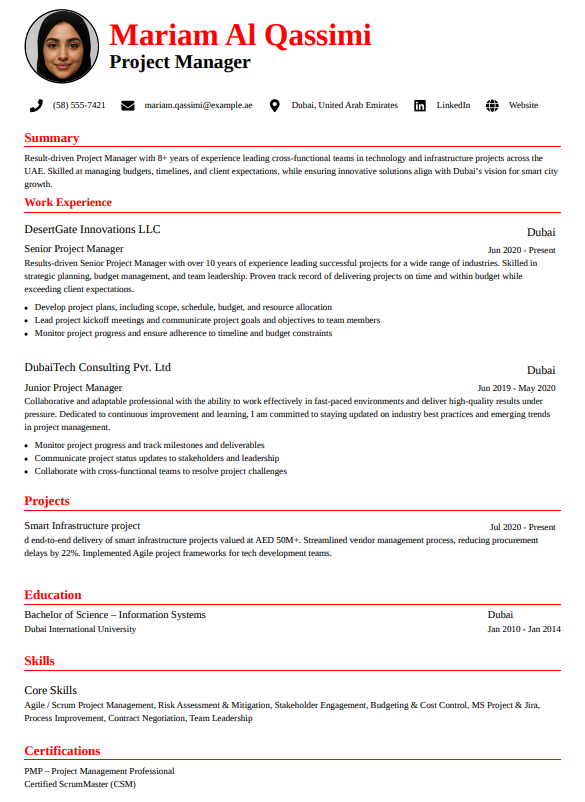 Mariam Al Qassimi
Project Manager
(58) 555-7421 mariam.qassimi@example.ae Dubai, United Arab Emirates LinkedIn Website
Summary
Result-driven Project Manager with 8+ years of experience leading cross-functional teams in technology and infrastructure projects across the
UAE. Skilled at managing budgets, timelines, and client expectations, while ensuring innovative solutions align with Dubai's vision for smart city
growth.
Work Experience
DesertGate Innovations LLC Dubai
Senior Project Manager Jun 2020 - Present
Results-driven Senior Project Manager with over 10 years of experience leading successful projects for a wide range of industries. Skilled in
strategic planning, budget management, and team leadership. Proven track record of delivering projects on time and within budget while
exceeding client expectations.
• Develop project plans, including scope, schedule, budget, and resource allocation
• Lead project kickoff meetings and communicate project goals and objectives to team members
• Monitor project progress and ensure adherence to timeline and budget constraints
DubaiTech Consulting Pvt. Ltd Dubai
Junior Project Manager Jun 2019 - May 2020
Collaborative and adaptable professional with the ability to work effectively in fast-paced environments and deliver high-quality results under
pressure. Dedicated to continuous improvement and learning, I am committed to staying updated on industry best practices and emerging trends
in project management.
• Monitor project progress and track milestones and deliverables
• Communicate project status updates to stakeholders and leadership
• Collaborate with cross-functional teams to resolve project challenges
Projects
Smart Infrastructure project Jul 2020 - Present
d end-to-end delivery of smart infrastructure projects valued at AED 50M+. Streamlined vendor management process, reducing procurement
delays by 22%. Implemented Agile project frameworks for tech development teams.
Education
Bachelor of Science – Information Systems Dubai
Dubai International University Jan 2010 - Jan 2014
Skills
Core Skills
Agile / Scrum Project Management, Risk Assessment & Mitigation, Stakeholder Engagement, Budgeting & Cost Control, MS Project & Jira,
Process Improvement, Contract Negotiation, Team Leadership
Certifications
PMP – Project Management Professional
Certified ScrumMaster (CSM)